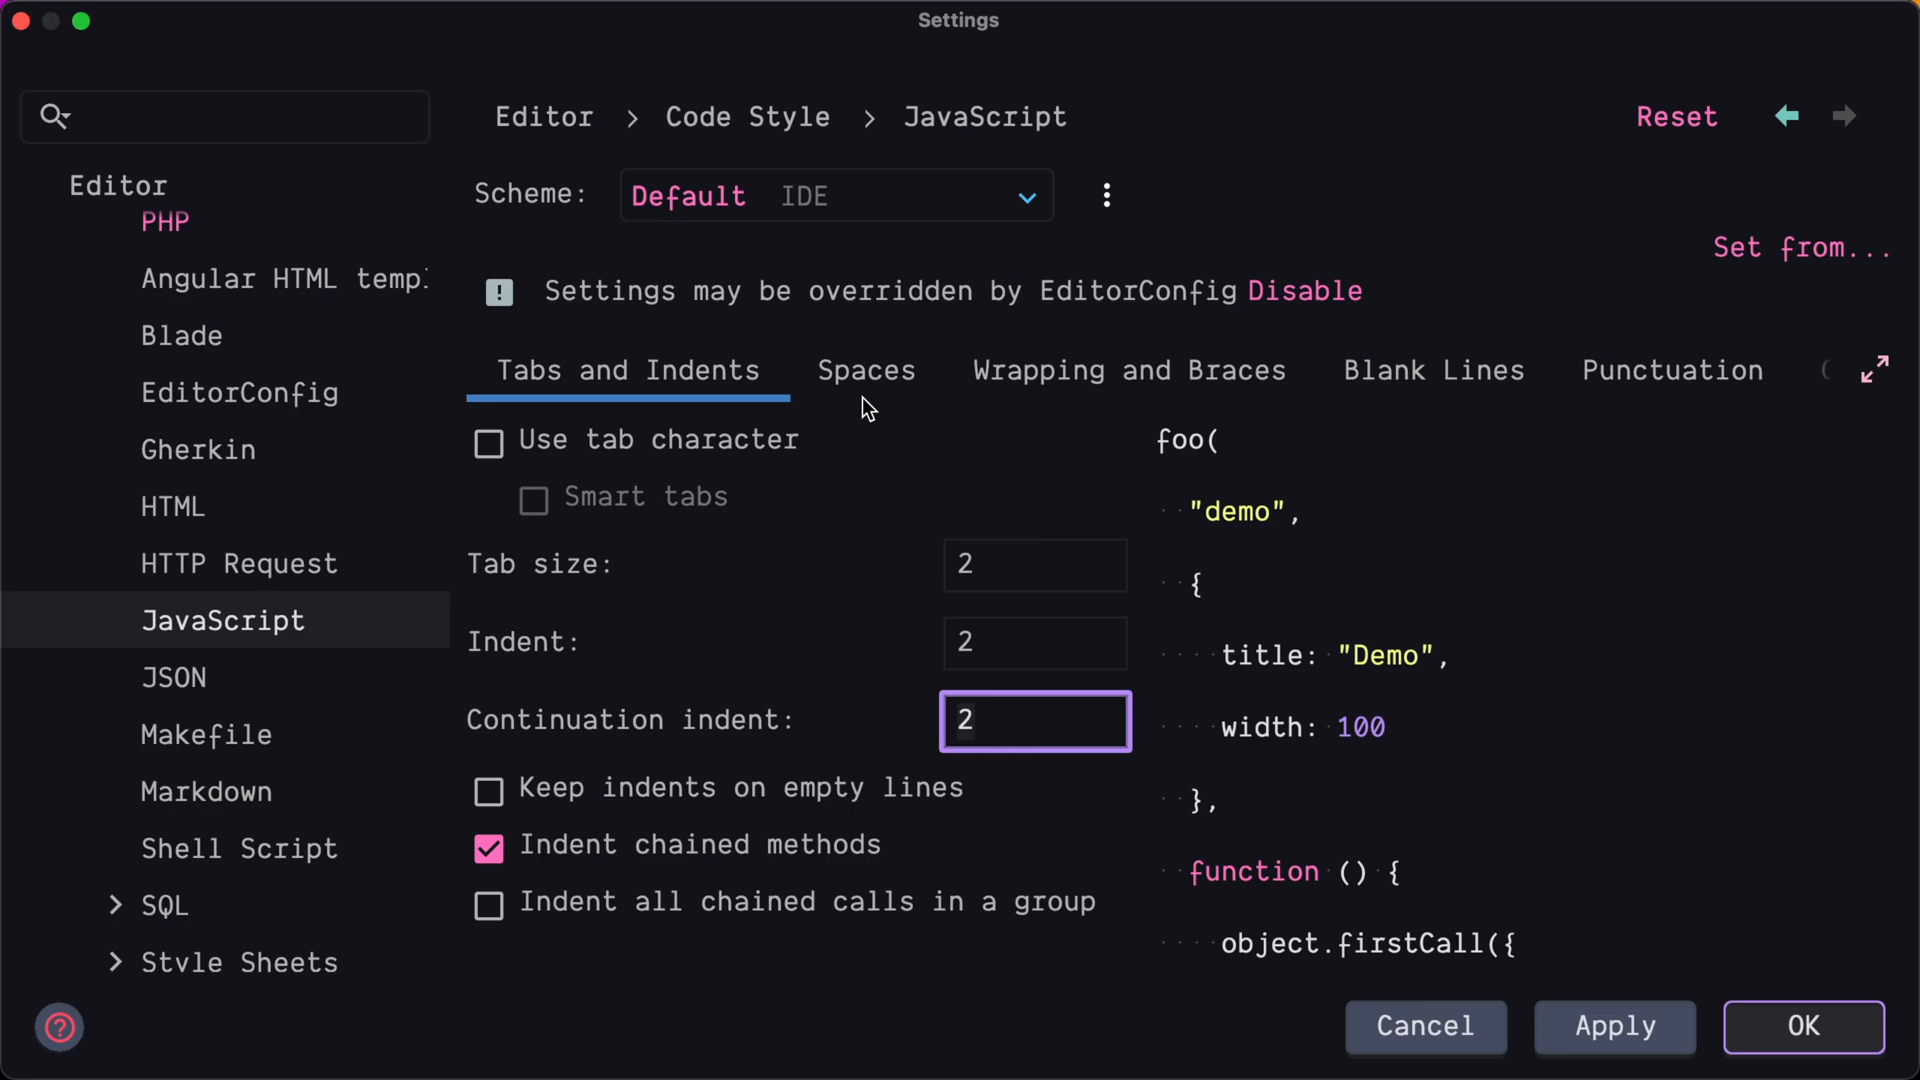 Settings
Editor > Code Style > JavaScript
Reset
Scheme: Default IDE
Set from...
Settings may be overridden by EditorConfig Disable
Editor
PHP
Angular HTML templ
Blade
EditorConfig
Gherkin
HTML
HTTP Request
JavaScript
JSON
Makefile
Markdown
Shell Script
SQL
Style Sheets
Tabs and Indents
Spaces
Wrapping and Braces
Blank Lines
Punctuation
Use tab character
Smart tabs
Tab size: 2
Indent: 2
Continuation indent: 2
Keep indents on empty lines
Indent chained methods
Indent all chained calls in a group
foo(
"demo",
{
title: "Demo",
width: 100
},
function () {
object.firstCall({
Cancel
Apply
OK